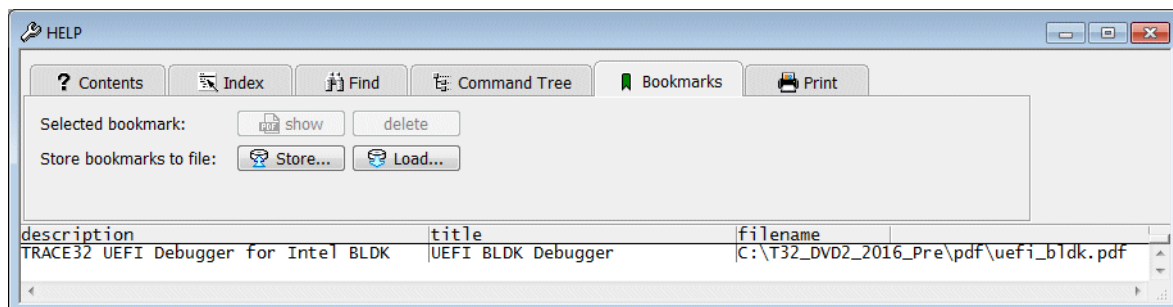 HELP
? Contents Index Find Command Tree Bookmarks Print
Selected bookmark: show delete
Store bookmarks to file: Store... Load...
description title filename
TRACE32 UEFI Debugger for Intel BLDK UEFI BLDK Debugger C:\T32_DVD2_2016_Pre\pdf\uefi_bldk.pdf